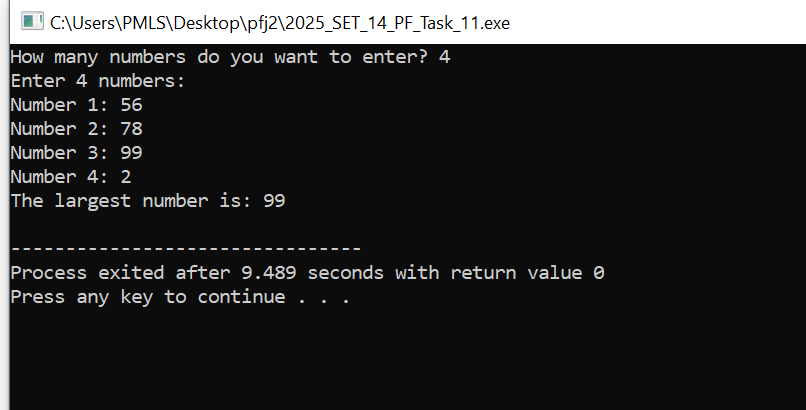 C:\Users\PMLS\Desktop\pfj2\2025_SET_14_PF_Task_11.exe
How many numbers do you want to enter? 4
Enter 4 numbers:
Number 1: 56
Number 2: 78
Number 3: 99
Number 4: 2
The largest number is: 99
--------------------------------
Process exited after 9.489 seconds with return value 0
Press any key to continue . . .